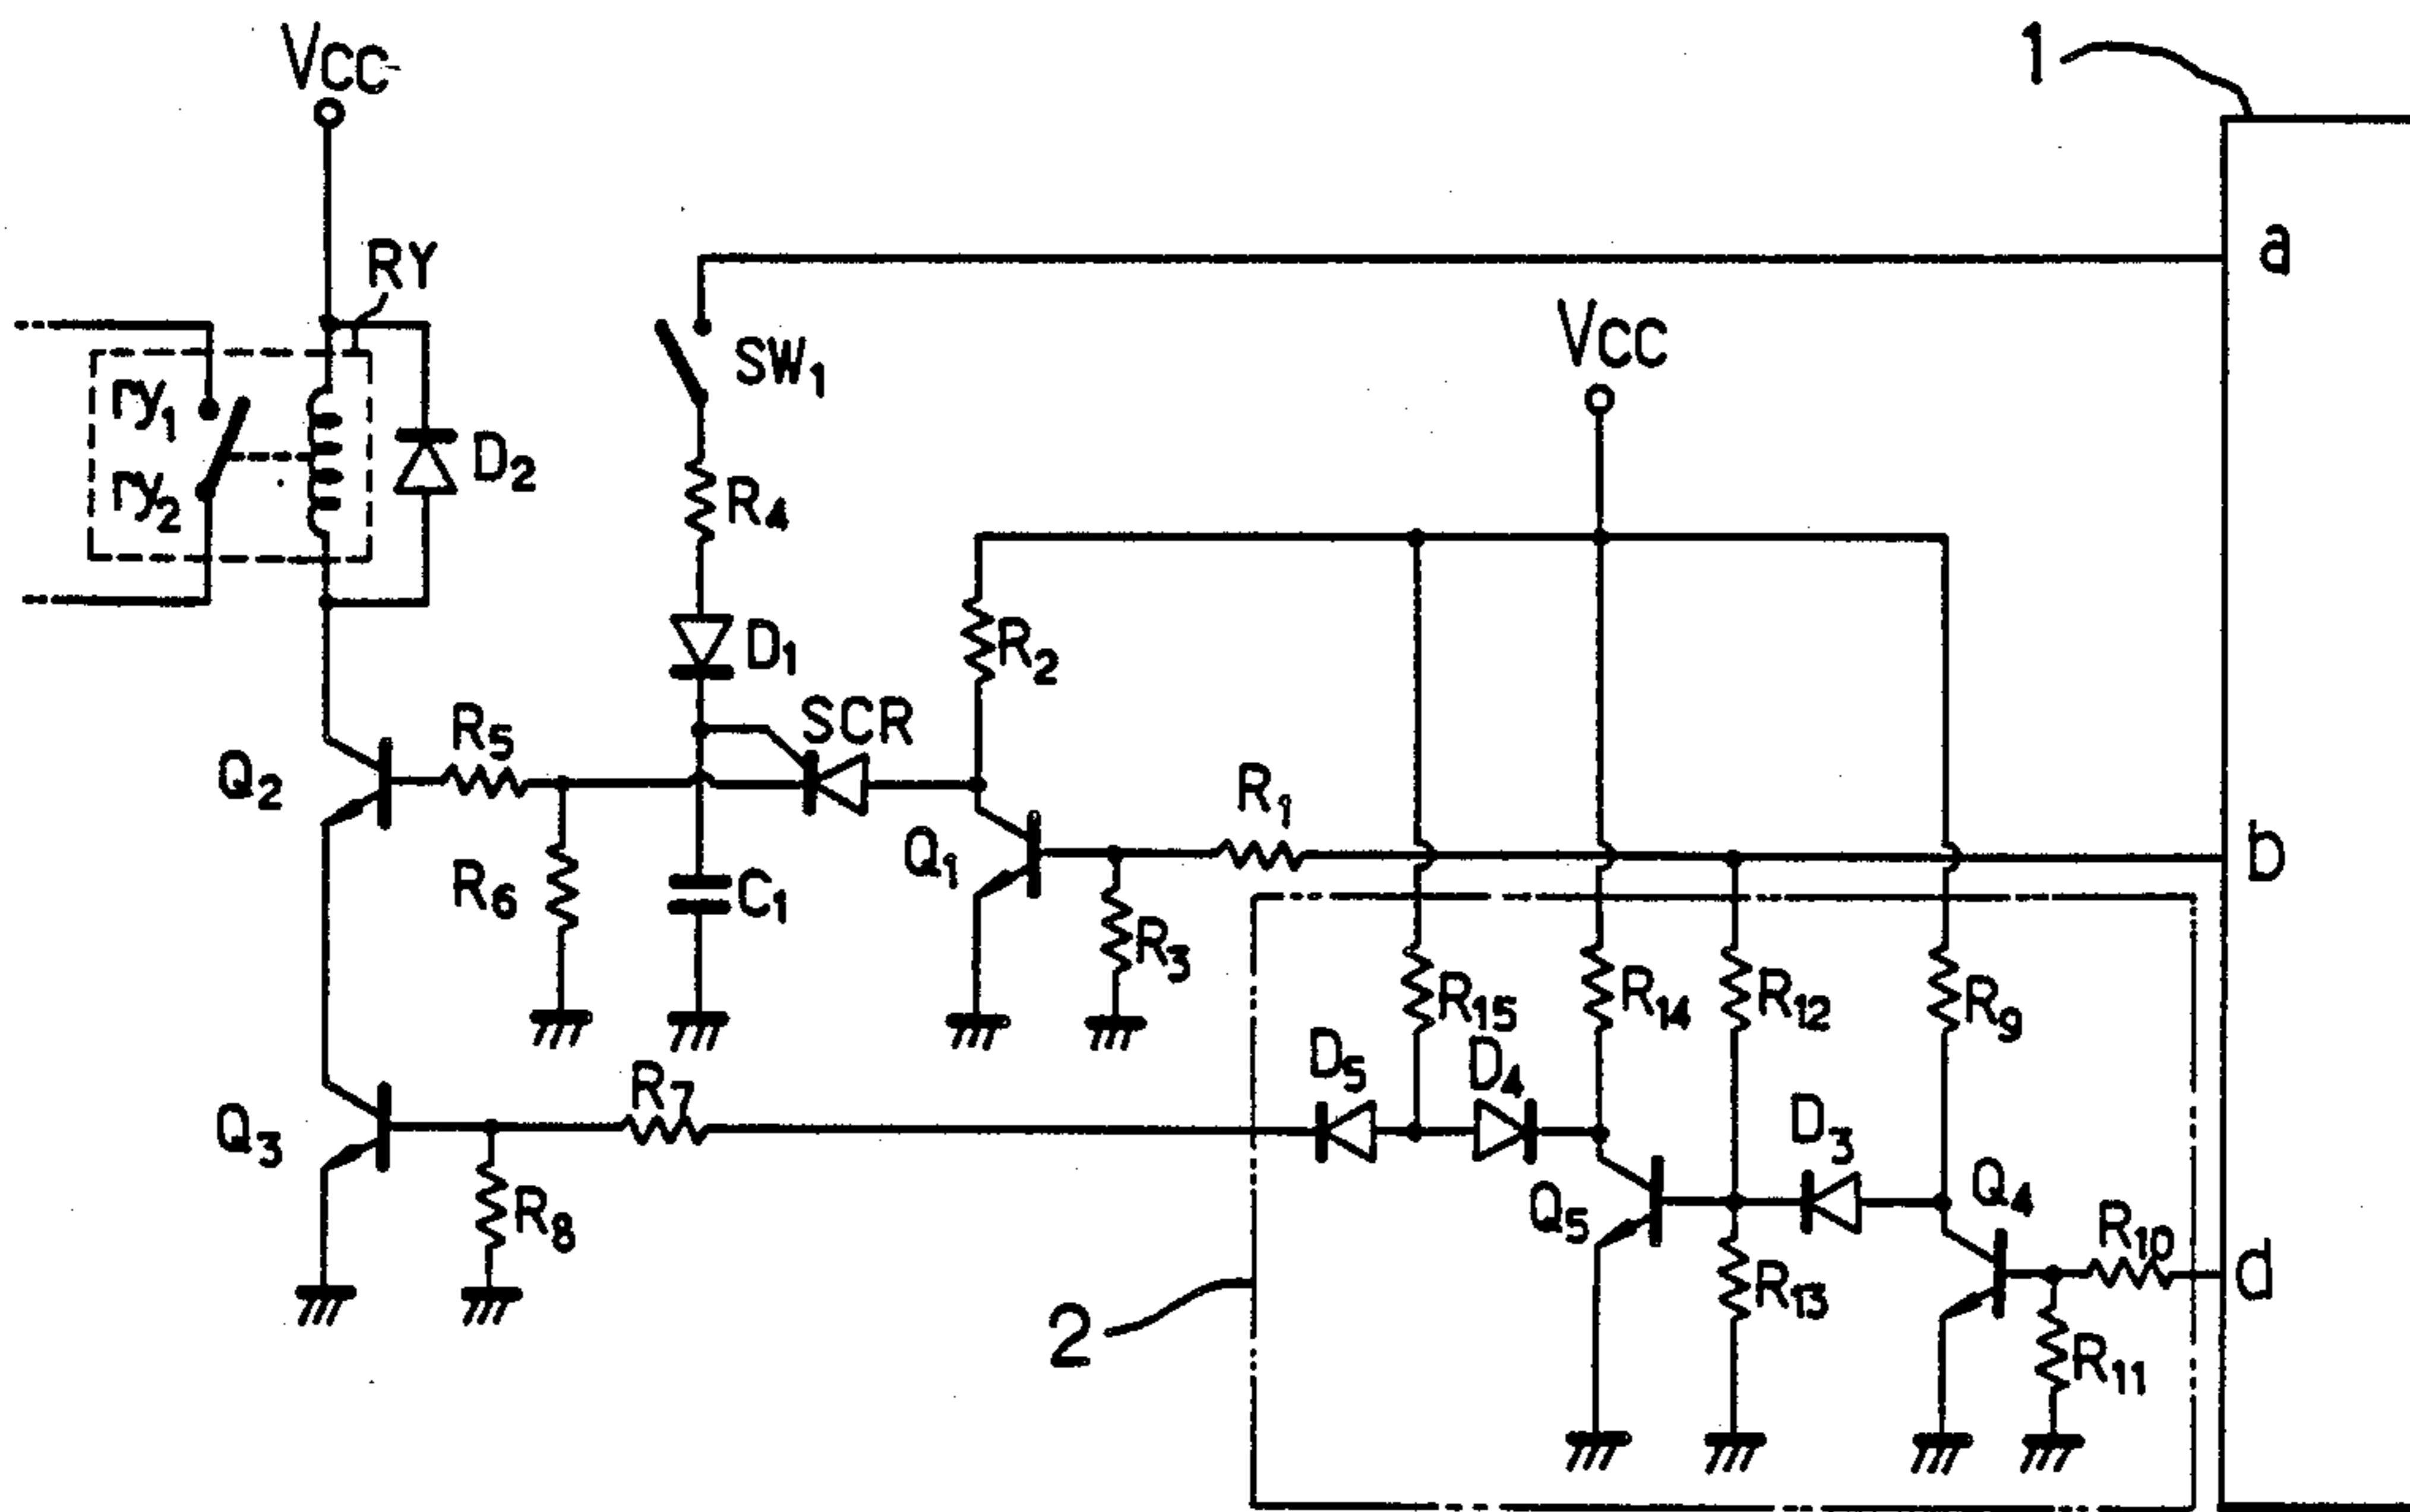 VCC
1
RY
a
SW1
VCC
ry1
ry2
D2
R4
R2
D1
SCR
R5
Q2
R1
Q1
b
R6
C1
R3
R15
R14
R12
R9
D5
D4
R7
D3
Q3
Q4
R8
Q5
R10
d
R13
2
R11